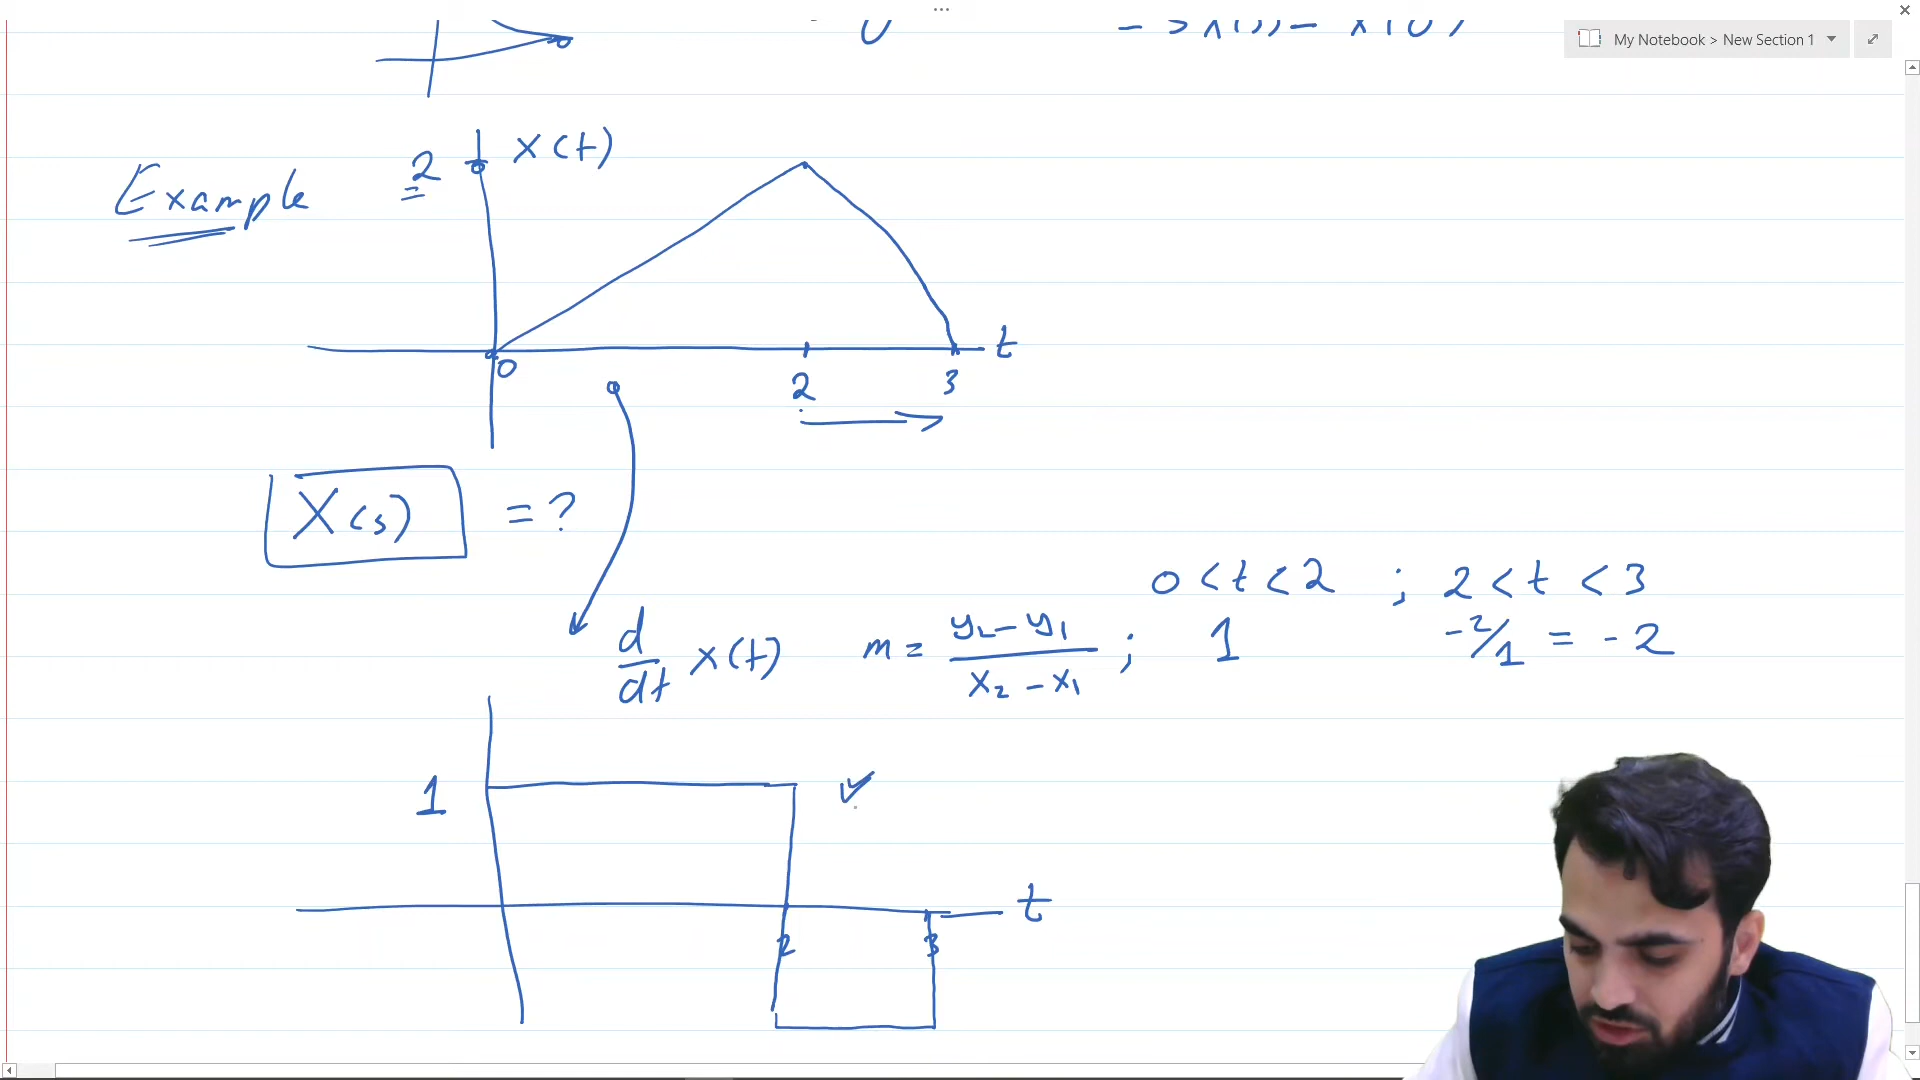 ...
My Notebook > New Section 1
Example
2
x(t)
0
2
3
t
X(s) = ?
0 < t < 2 ; 2 < t < 3
d/dt x(t) m = y₂ - y₁ / x₂ - x₁ ; 1 -2/1 = -2
1
t
2
3